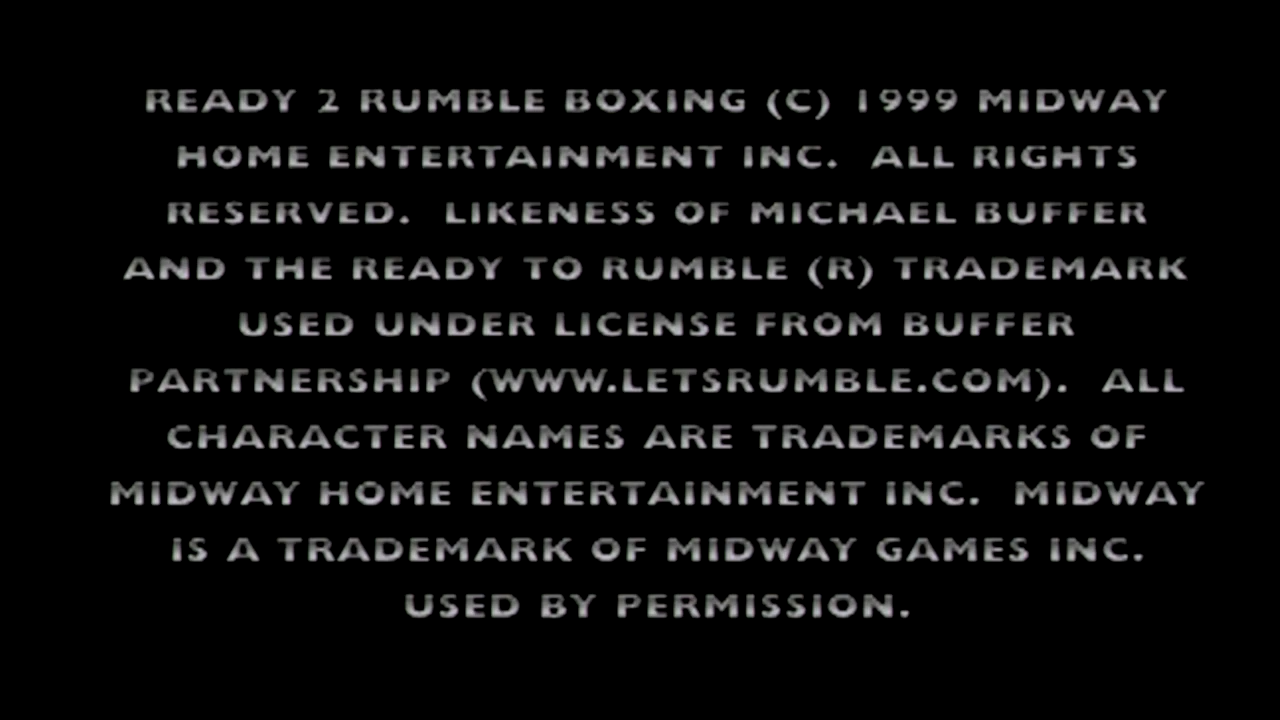 READY 2 RUMBLE BOXING (C) 1999 MIDWAY
HOME ENTERTAINMENT INC.  ALL RIGHTS
RESERVED.  LIKENESS OF MICHAEL BUFFER
AND THE READY TO RUMBLE (R) TRADEMARK
USED UNDER LICENSE FROM BUFFER
PARTNERSHIP (WWW.LETSRUMBLE.COM).  ALL
CHARACTER NAMES ARE TRADEMARKS OF
MIDWAY HOME ENTERTAINMENT INC.  MIDWAY
IS A TRADEMARK OF MIDWAY GAMES INC.
USED BY PERMISSION.